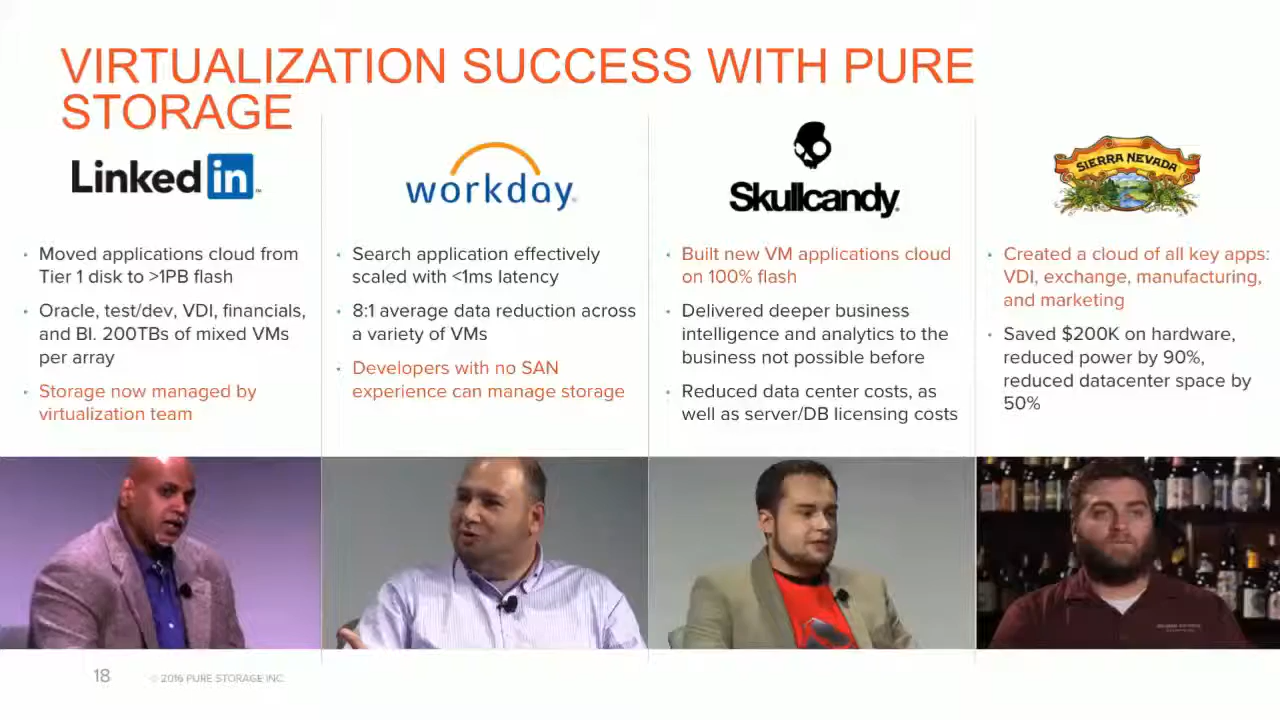 VIRTUALIZATION SUCCESS WITH PURE
STORAGE
Linked in
Moved applications cloud from
Tier 1 disk to >1PB flash
Oracle, test/dev, VDI, financials,
and BI. 200TBs of mixed VMs
per array
Storage now managed by
virtualization team
workday
Search application effectively
scaled with <1ms latency
8:1 average data reduction across
a variety of VMs
Developers with no SAN
experience can manage storage
Skullcandy
Built new VM applications cloud
on 100% flash
Delivered deeper business
intelligence and analytics to the
business not possible before
Reduced data center costs, as
well as server/DB licensing costs
SIERRA NEVADA
Created a cloud of all key apps:
VDI, exchange, manufacturing,
and marketing
Saved $200K on hardware,
reduced power by 90%,
reduced datacenter space by
50%
18
© 2016 PURE STORAGE INC.